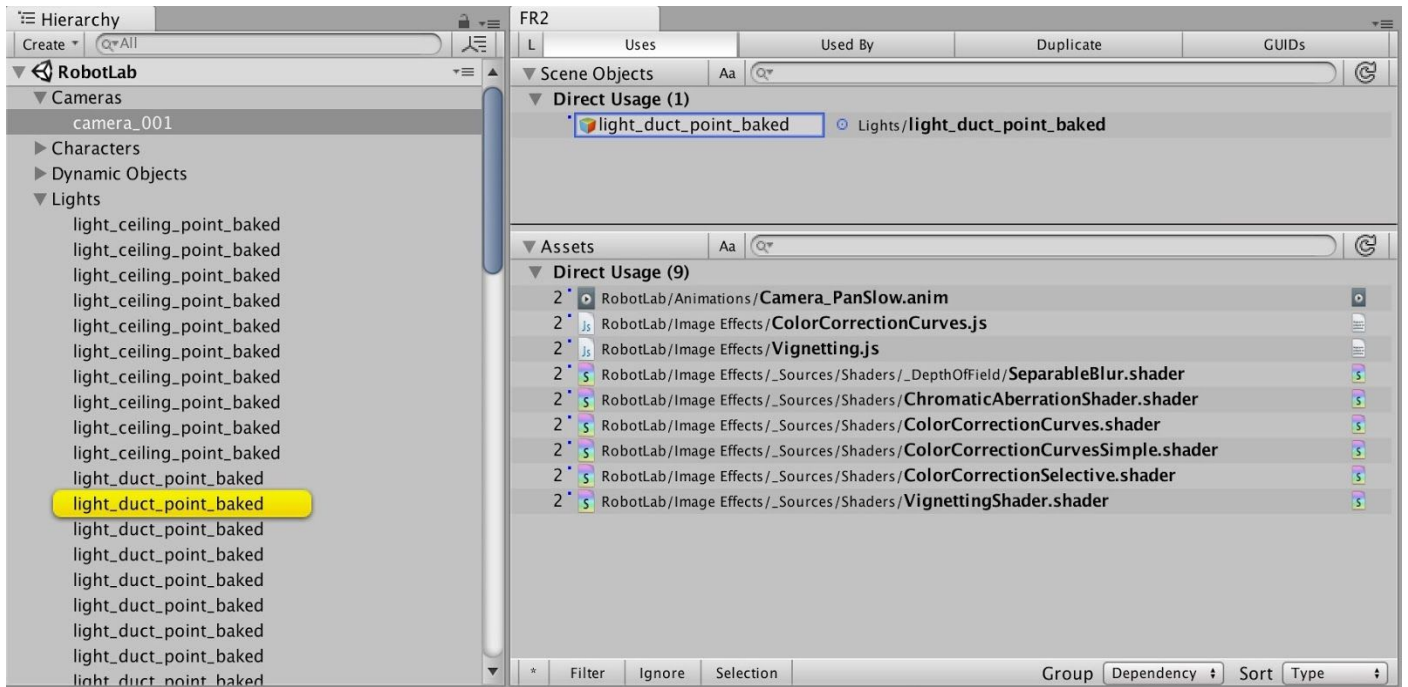 Hierarchy
Create All
RobotLab
Cameras
camera_001
Characters
Dynamic Objects
Lights
light_ceiling_point_baked
light_ceiling_point_baked
light_ceiling_point_baked
light_ceiling_point_baked
light_ceiling_point_baked
light_ceiling_point_baked
light_ceiling_point_baked
light_ceiling_point_baked
light_ceiling_point_baked
light_ceiling_point_baked
light_duct_point_baked
light_duct_point_baked
light_duct_point_baked
light_duct_point_baked
light_duct_point_baked
light_duct_point_baked
light_duct_point_baked
light_duct_point_baked
light_duct_point_baked
FR2
L Uses Used By Duplicate GUIDs
Scene Objects Aa
Direct Usage (1)
light_duct_point_baked Lights/light_duct_point_baked
Assets Aa
Direct Usage (9)
2 RobotLab/Animations/Camera_PanSlow.anim
2 Js RobotLab/Image Effects/ColorCorrectionCurves.js
2 Js RobotLab/Image Effects/Vignetting.js
2 S RobotLab/Image Effects/_Sources/Shaders/_DepthOfField/SeparableBlur.shader S
2 S RobotLab/Image Effects/_Sources/Shaders/ChromaticAberrationShader.shader S
2 S RobotLab/Image Effects/_Sources/Shaders/ColorCorrectionCurves.shader S
2 S RobotLab/Image Effects/_Sources/Shaders/ColorCorrectionCurvesSimple.shader S
2 S RobotLab/Image Effects/_Sources/Shaders/ColorCorrectionSelective.shader S
2 S RobotLab/Image Effects/_Sources/Shaders/VignettingShader.shader S
* Filter Ignore Selection Group Dependency Sort Type